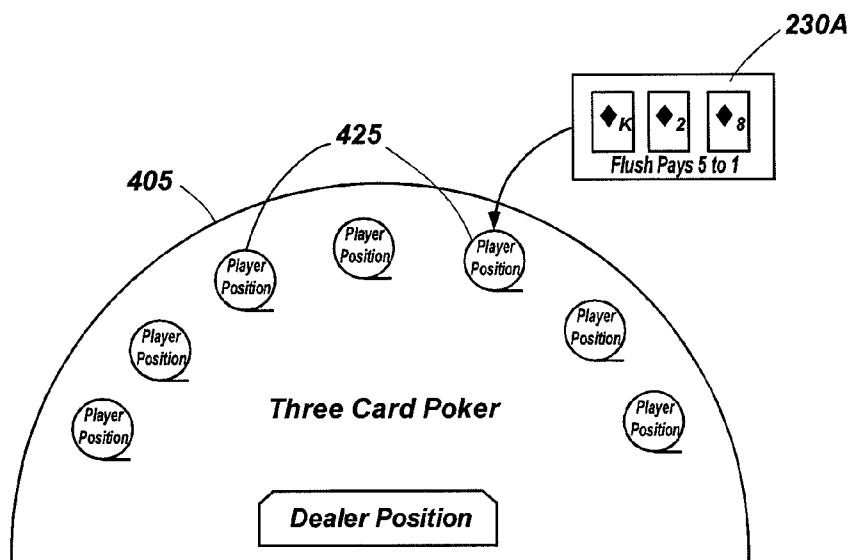 230A
♦K ♦2 ♦8
Flush Pays 5 to 1
425
405
Player
Position
Player
Position
Player
Position
Player
Position
Player
Position
Player
Position
Player
Position
Three Card Poker
Dealer Position